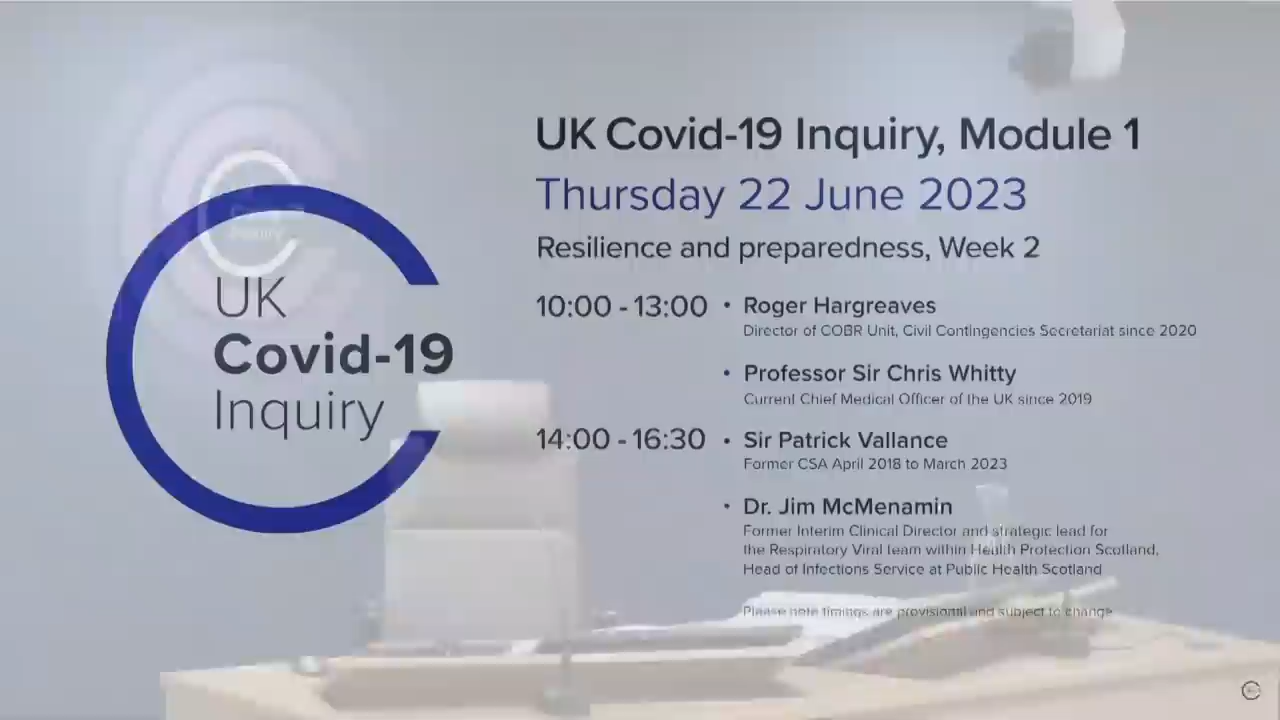 UK Covid-19 Inquiry, Module 1
Thursday 22 June 2023
Resilience and preparedness, Week 2
UK
Covid-19
Inquiry
10:00 - 13:00 • Roger Hargreaves
Director of COBR Unit, Civil Contingencies Secretariat since 2020
• Professor Sir Chris Whitty
Current Chief Medical Officer of the UK since 2019
14:00 - 16:30 • Sir Patrick Vallance
Former CSA April 2018 to March 2023
• Dr. Jim McMenamin
Former Interim Clinical Director and strategic lead for
the Respiratory Viral team within Health Protection Scotland,
Head of Infections Service at Public Health Scotland
Please note timings are provisional and subject to change